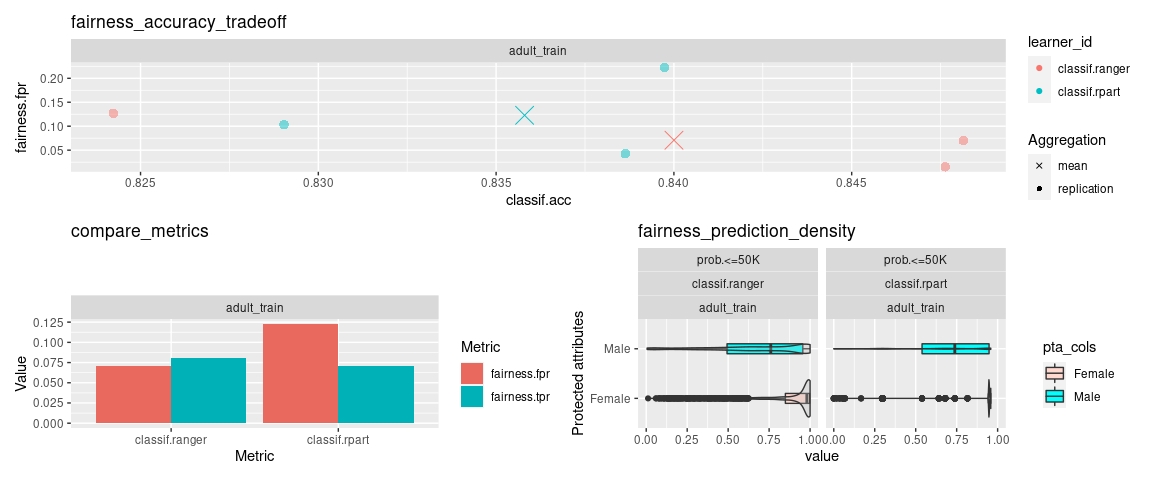 fairness_accuracy_tradeoff
adult_train
fairness.fpr
0.20
0.15
0.10
0.05
0.825
0.830
0.835
0.840
0.845
classif.acc
learner_id
classif.ranger
classif.rpart
Aggregation
mean
replication
compare_metrics
adult_train
Value
0.125
0.100
0.075
0.050
0.025
0.000
classif.ranger
classif.rpart
Metric
Metric
fairness.fpr
fairness.tpr
fairness_prediction_density
prob.<=50K
prob.<=50K
classif.ranger
classif.rpart
adult_train
adult_train
Protected attributes
Male
Female
0.00
0.25
0.50
0.75
1.00
0.00
0.25
0.50
0.75
1.00
value
pta_cols
Female
Male